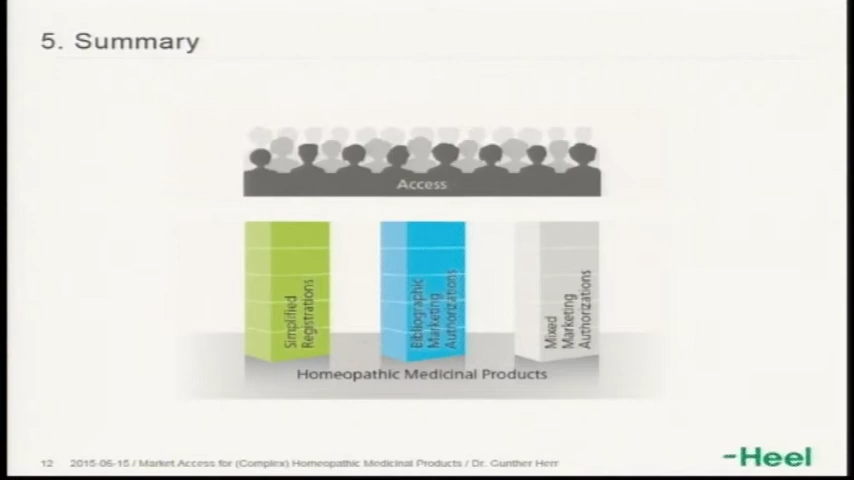 5. Summary
Access
Simplified
Registrations
Bibliographic
Marketing
Authorizations
Mixed
Marketing
Authorizations
Homeopathic Medicinal Products
12 2015-06-15 / Market Access for (Complex) Homeopathic Medicinal Products / Dr. Gunther Herr
-Heel